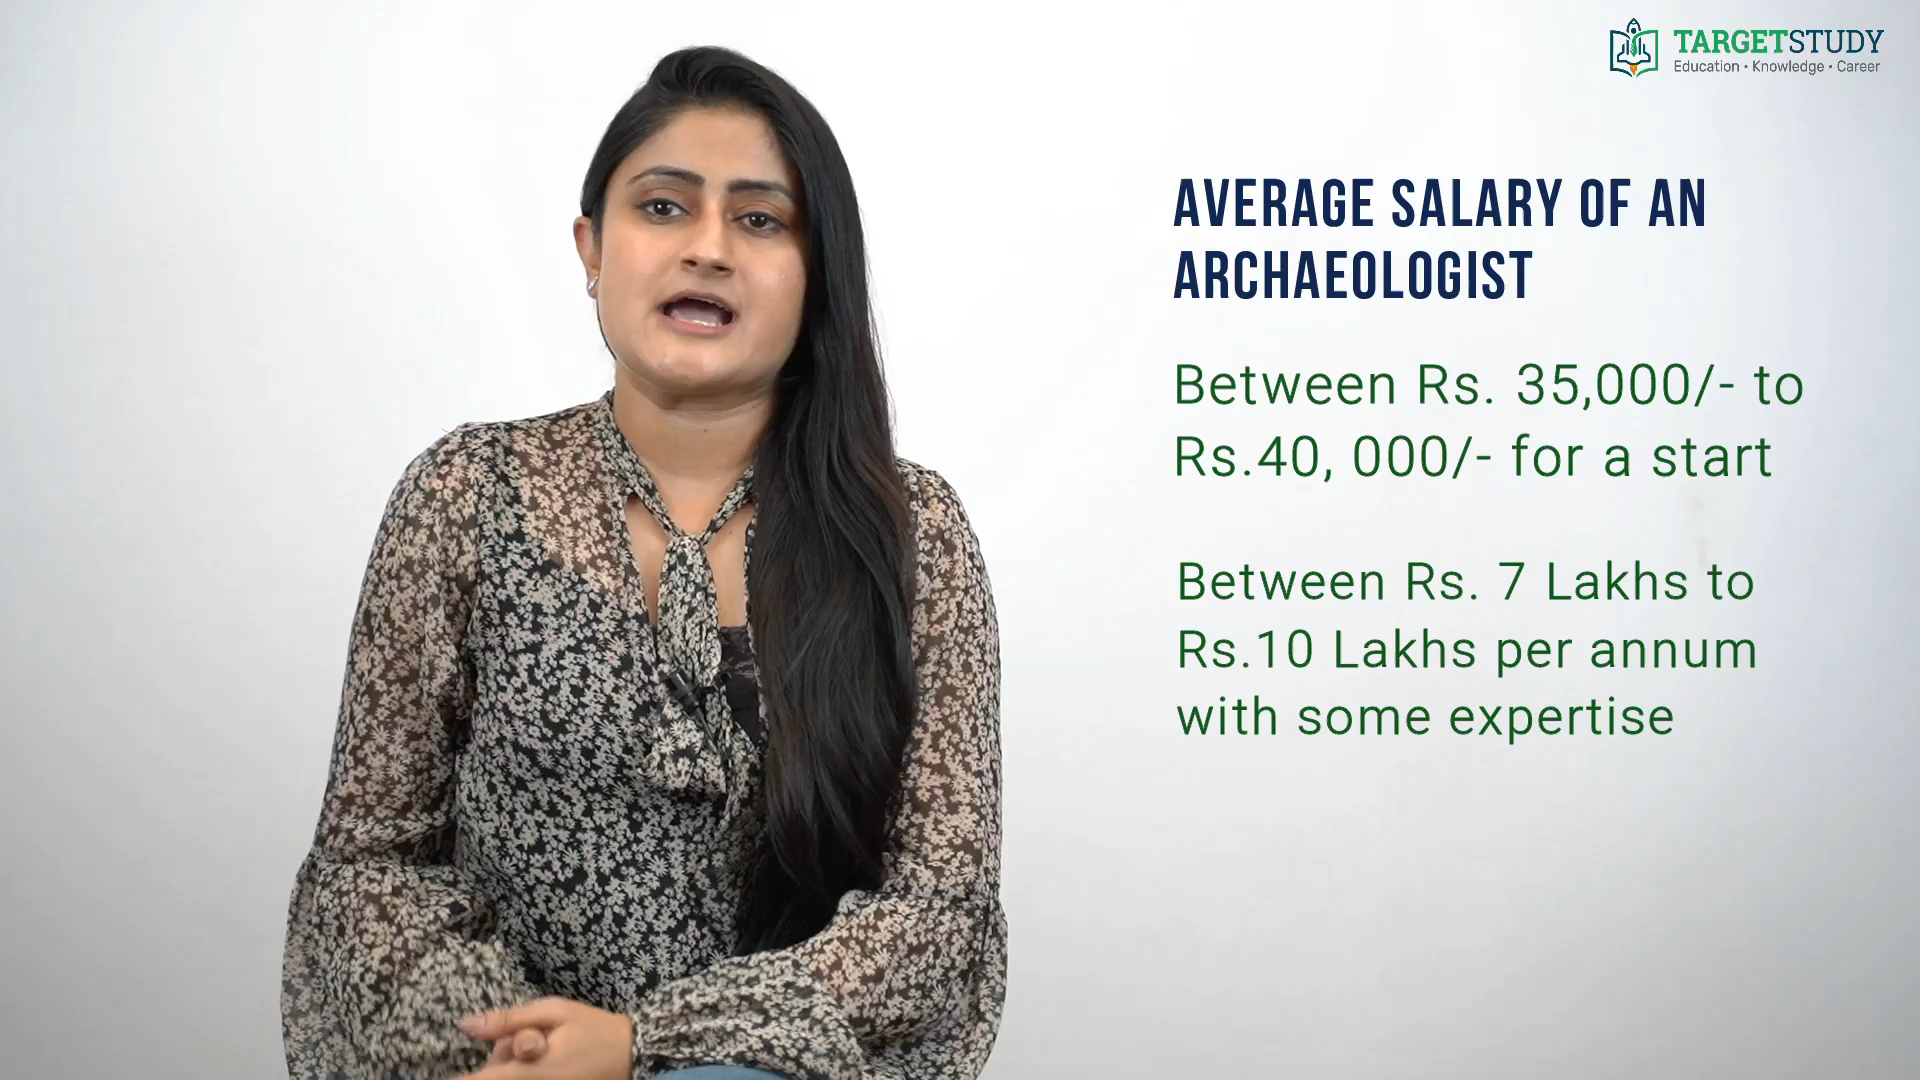 TARGETSTUDY
Education • Knowledge • Career
AVERAGE SALARY OF AN
ARCHAEOLOGIST
Between Rs. 35,000/- to
Rs.40, 000/- for a start
Between Rs. 7 Lakhs to
Rs.10 Lakhs per annum
with some expertise